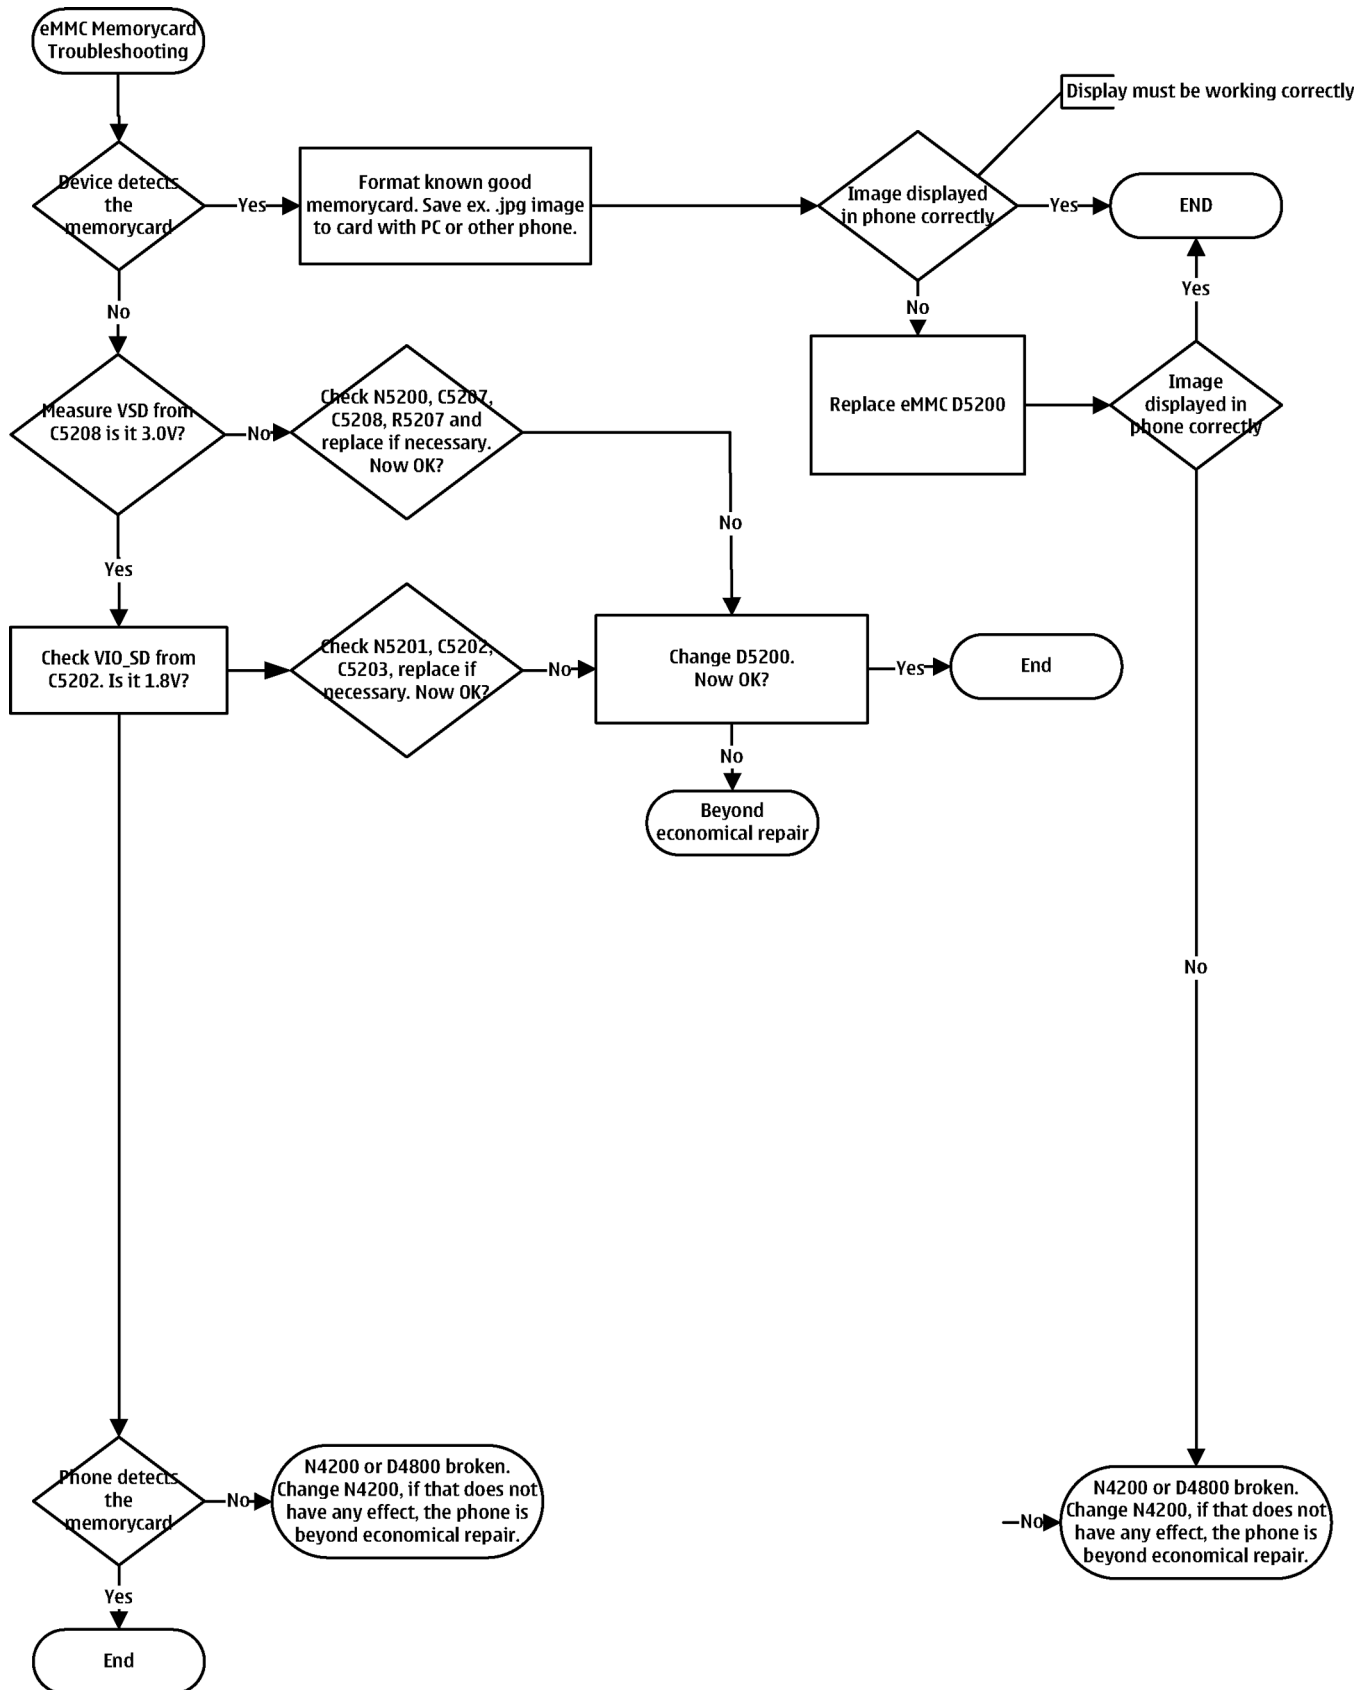 eMMC Memorycard
Troubleshooting
Display must be working correctly
Device detects
the
memorycard
Yes
Format known good
memorycard. Save ex. .jpg image
to card with PC or other phone.
Image displayed
in phone correctly
Yes
END
No
No
Yes
Measure VSD from
C5208 is it 3.0V?
No
Check N5200, C5207,
C5208, R5207 and
replace if necessary.
Now OK?
Replace eMMC D5200
Image
displayed in
phone correctly
No
Yes
Check VIO_SD from
C5202. Is it 1.8V?
Check N5201, C5202,
C5203, replace if
necessary. Now OK?
No
Change D5200.
Now OK?
Yes
End
No
Beyond
economical repair
No
Phone detects
the
memorycard
No
N4200 or D4800 broken.
Change N4200, if that does not
have any effect, the phone is
beyond economical repair.
No
N4200 or D4800 broken.
Change N4200, if that does not
have any effect, the phone is
beyond economical repair.
Yes
End